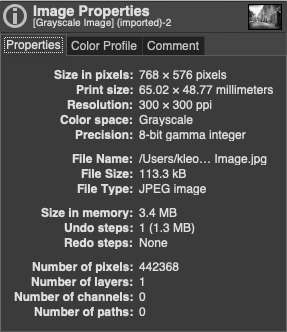 Image Properties
[Grayscale Image] (imported)-2
Properties Color Profile Comment
Size in pixels: 768 × 576 pixels
Print size: 65.02 × 48.77 millimeters
Resolution: 300 × 300 ppi
Color space: Grayscale
Precision: 8-bit gamma integer
File Name: /Users/kleo… Image.jpg
File Size: 113.3 kB
File Type: JPEG image
Size in memory: 3.4 MB
Undo steps: 1 (1.3 MB)
Redo steps: None
Number of pixels: 442368
Number of layers: 1
Number of channels: 0
Number of paths: 0